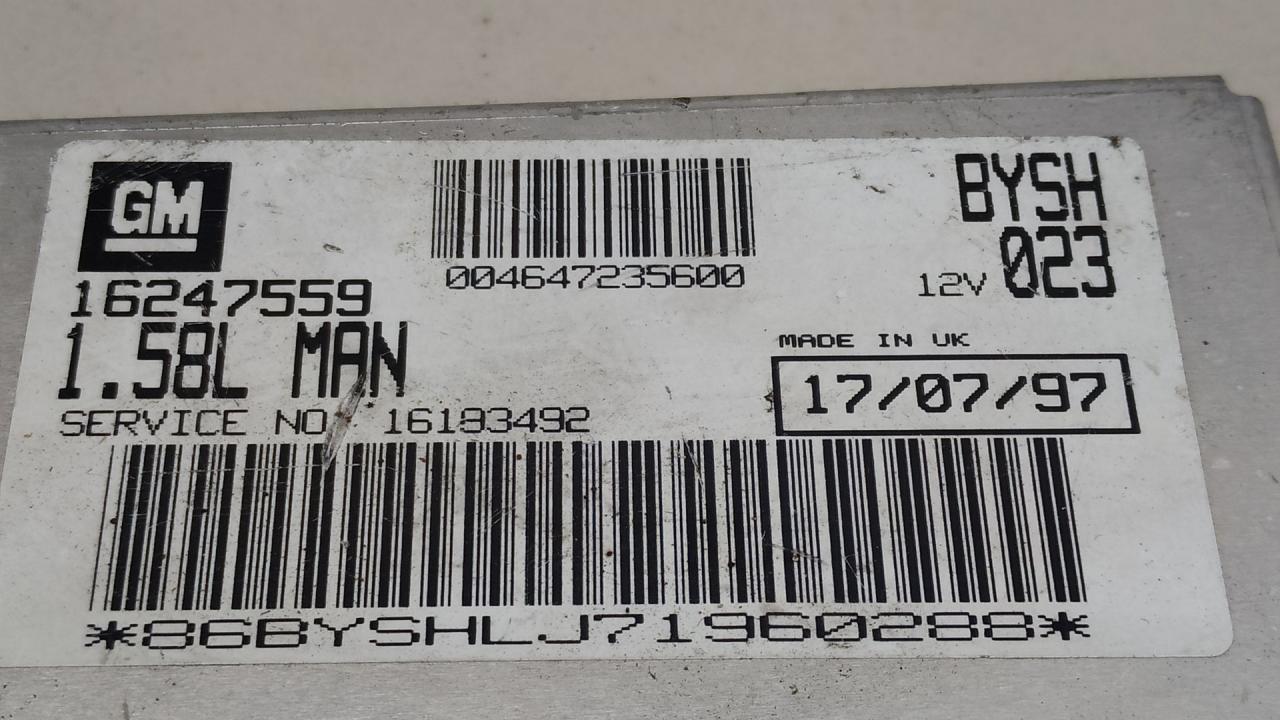 GM
004647235600
BYSH
12V 023
16247559
1.58L MAN
MADE IN UK
17/07/97
SERVICE NO 16183492
*86BYSHLJ71960288*